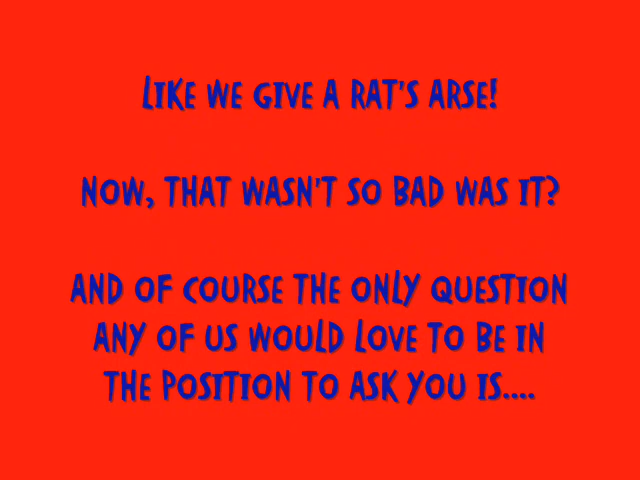 LIKE WE GIVE A RAT'S ARSE!
NOW, THAT WASN'T SO BAD WAS IT?
AND OF COURSE THE ONLY QUESTION
ANY OF US WOULD LOVE TO BE IN
THE POSITION TO ASK YOU IS....